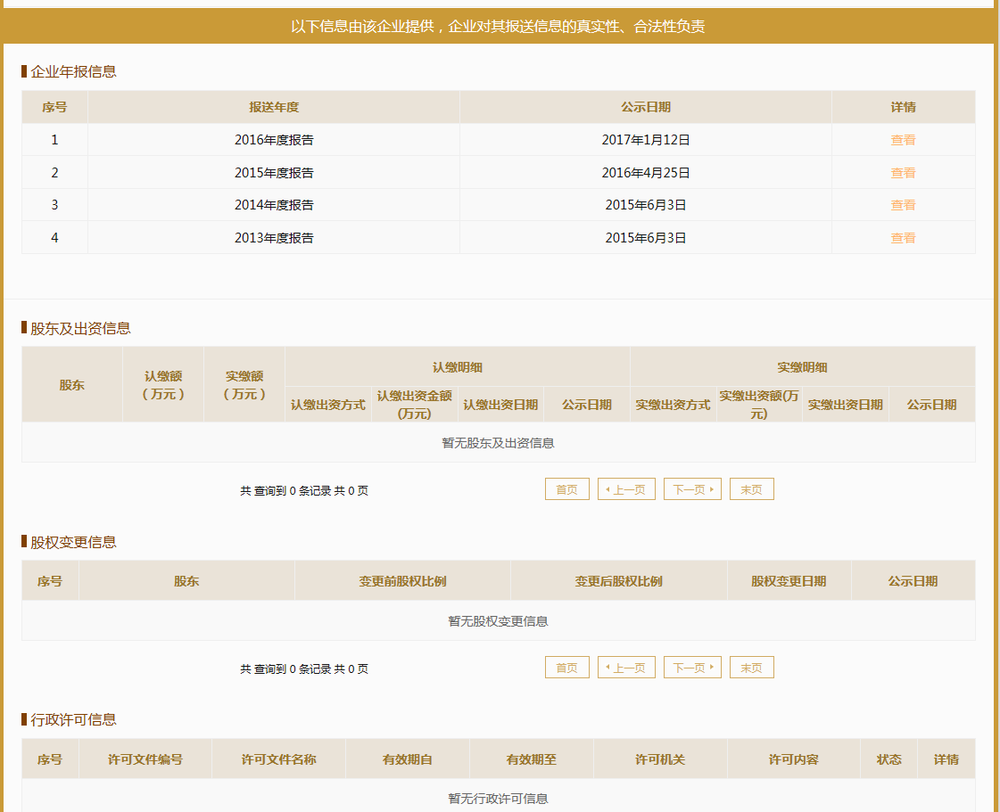 以下信息由该企业提供，企业对其报送信息的真实性、合法性负责
企业年报信息
序号 报送年度 公示日期 详情
1 2016年度报告 2017年1月12日 查看
2 2015年度报告 2016年4月25日 查看
3 2014年度报告 2015年6月3日 查看
4 2013年度报告 2015年6月3日 查看
股东及出资信息
股东 认缴额（万元） 实缴额（万元） 认缴明细 实缴明细
认缴出资方式 认缴出资金额(万元) 认缴出资日期 公示日期 实缴出资方式 实缴出资额(万元) 实缴出资日期 公示日期
暂无股东及出资信息
共 查询到 0 条记录 共 0 页 首页 上一页 下一页 末页
股权变更信息
序号 股东 变更前股权比例 变更后股权比例 股权变更日期 公示日期
暂无股权变更信息
共 查询到 0 条记录 共 0 页 首页 上一页 下一页 末页
行政许可信息
序号 许可文件编号 许可文件名称 有效期自 有效期至 许可机关 许可内容 状态 详情
暂无行政许可信息